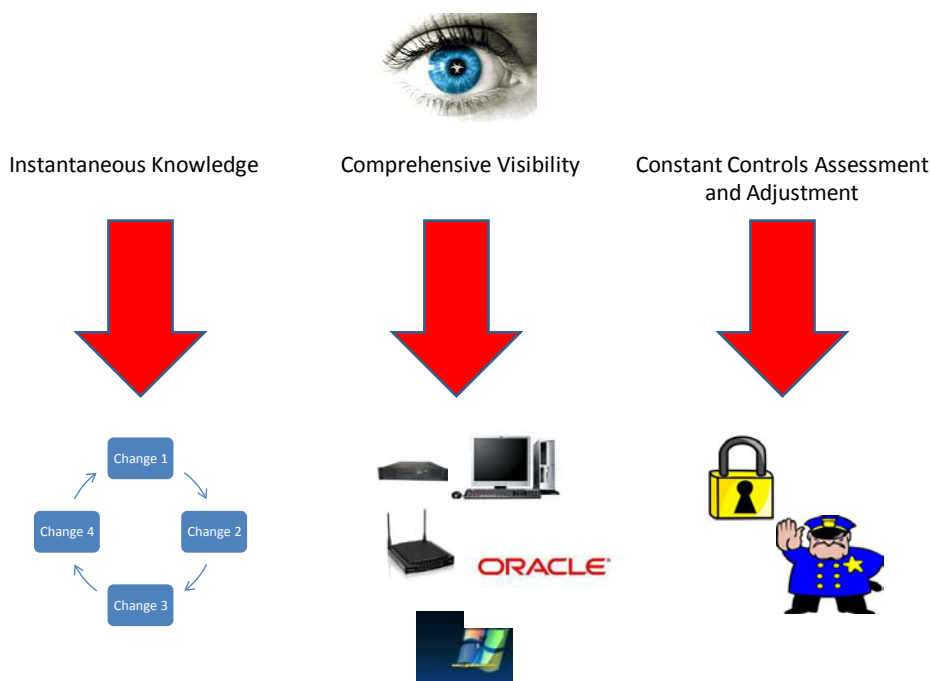 Instantaneous Knowledge
Comprehensive Visibility
Constant Controls Assessment
and Adjustment
Change 1
Change 4
Change 2
Change 3
ORACLE